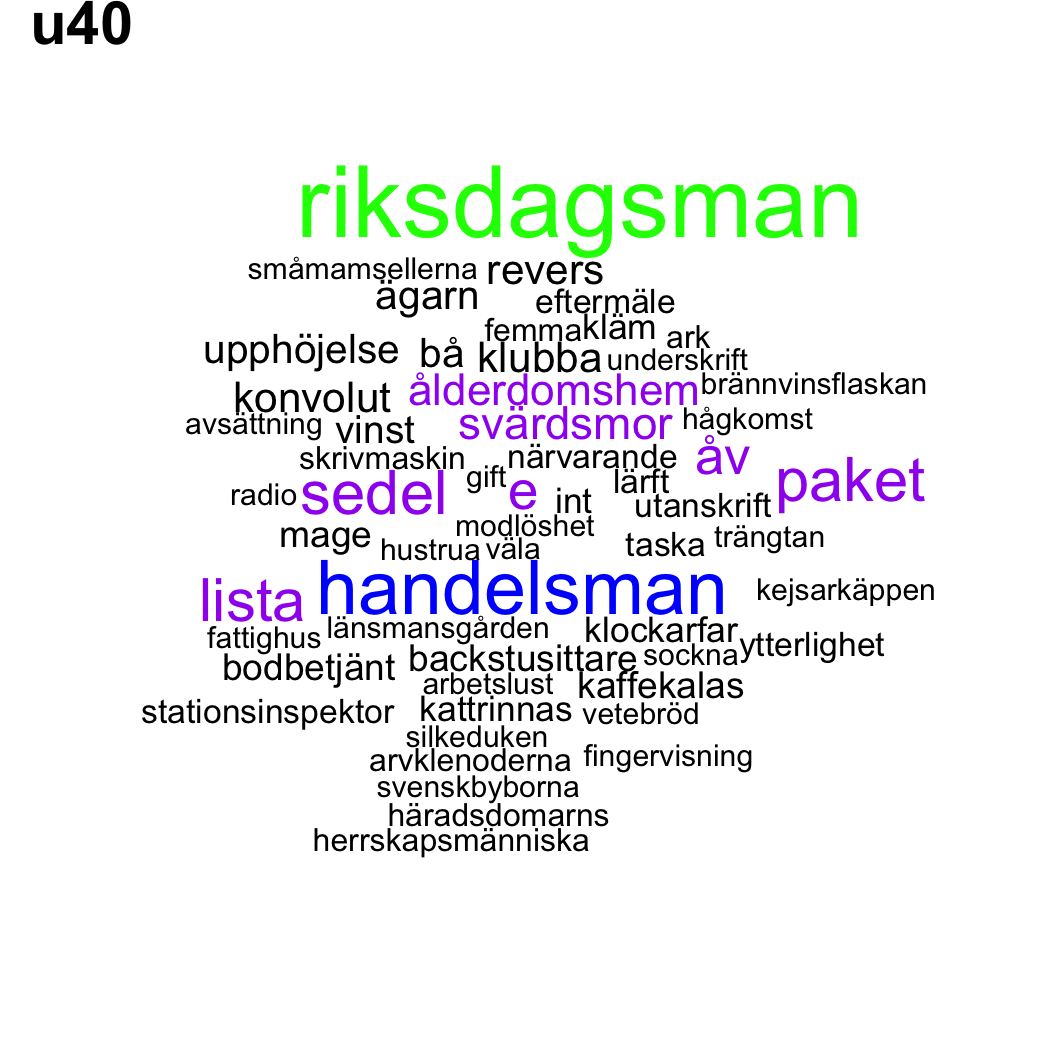 u40
riksdagsman
småmamsellerna revers
ägarn eftermäle
femma kläm ark
upphöjelse bå klubba underskrift
konvolut ålderdomshem brännvinsflaskan
avsättning vinst svärdsmor hågkomst
skrivmaskin närvarande åv
radio sedel gift e int lärft utanskrift paket
mage modlöshet taska trängtan
hustrua väla
lista handelsman kejsarkäppen
fattighus länsmansgården klockarfar ytterlighet
bodbetjänt backstusittare sockna
arbetslust kaffekalas
stationsinspektor kattrinnas vetebröd
silkeduken
arvklenoderna fingervisning
svenskbyborna
häradsdomarns
herrskapsmänniska